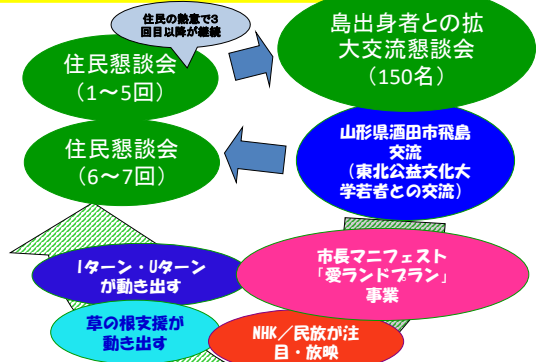 住民の熱意で3
回目以降が継続
住民懇談会
（1～5回）
島出身者との拡
大交流懇談会
（150名）
住民懇談会
（6～7回）
山形県酒田市飛島
交流
（東北公益文化大
学若者との交流）
Iターン・Uターン
が動き出す
市長マニフェスト
「愛ランドプラン」
事業
草の根支援が
動き出す
NHK／民放が注
目・放映